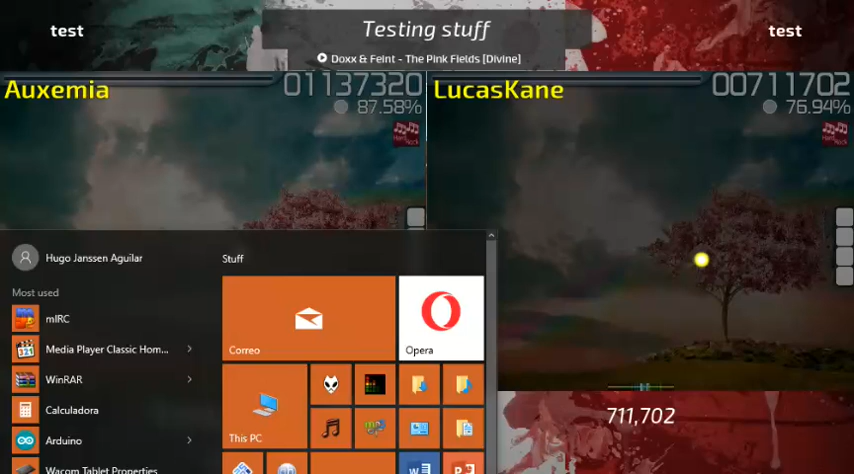 test
Testing stuff
test
Doxx & Feint - The Pink Fields [Divine]
Auxemia
01137320
87.58%
LucasKane
00711702
76.94%
Hugo Janssen Aguilar
Stuff
Most used
mIRC
Media Player Classic Hom...
WinRAR
Calculadora
Arduino
Wacom Tablet Properties
Correo
Opera
This PC
711,702